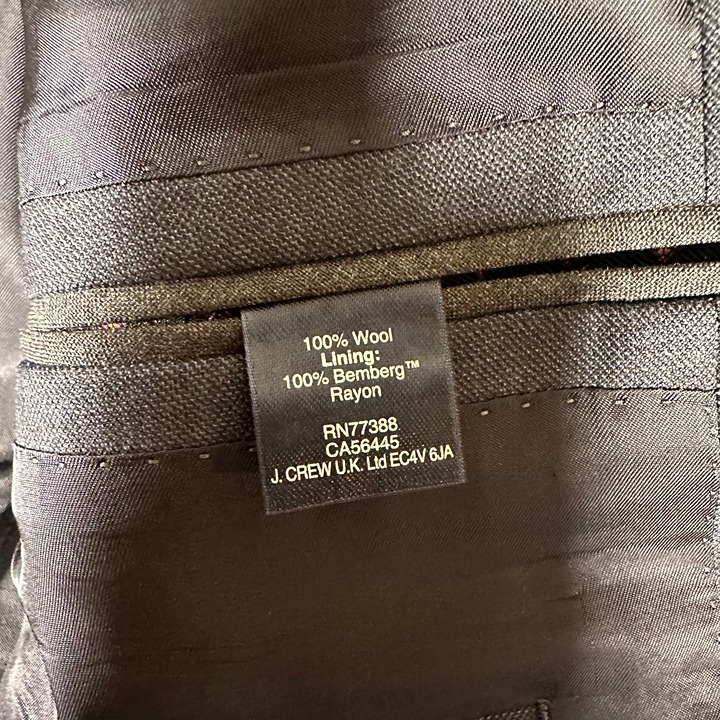 100% Wool
Lining:
100% Bemberg™
Rayon
RN77388
CA56445
J. CREW U.K. Ltd EC4V 6JA